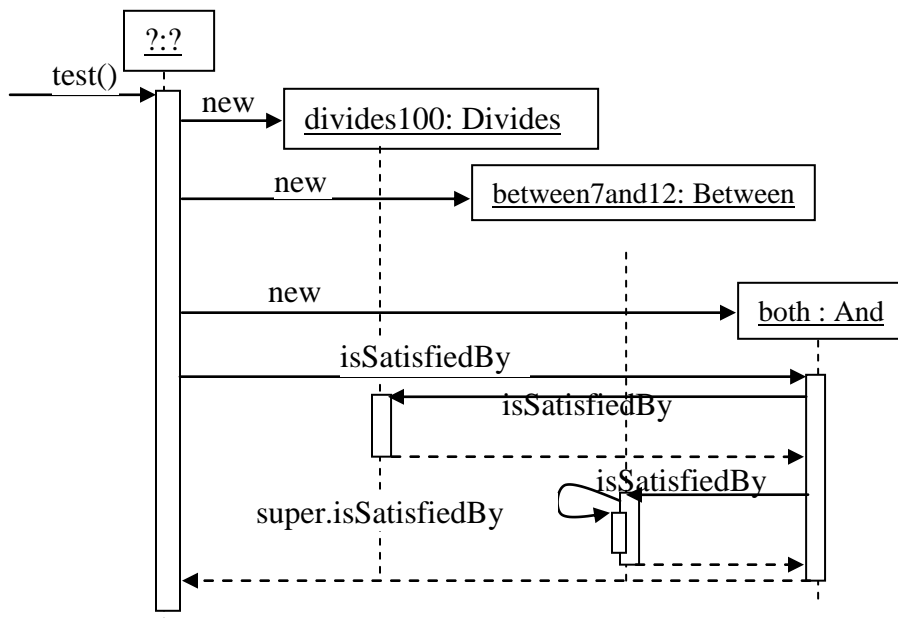 ?:?
test()
new
divides100: Divides
new
between7and12: Between
new
both : And
isSatisfiedBy
isSatisfiedBy
isSatisfiedBy
super.isSatisfiedBy